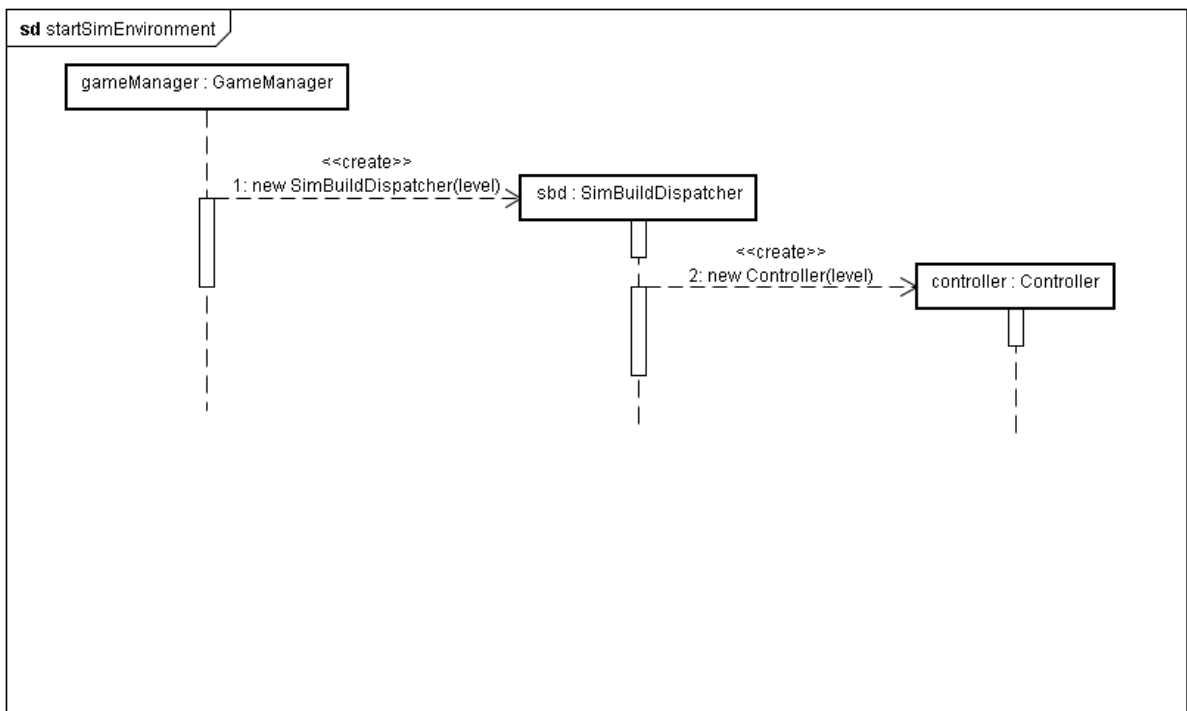 sd startSimEnvironment
gameManager : GameManager
<<create>>
1: new SimBuildDispatcher(level)
sbd : SimBuildDispatcher
<<create>>
2: new Controller(level)
controller : Controller